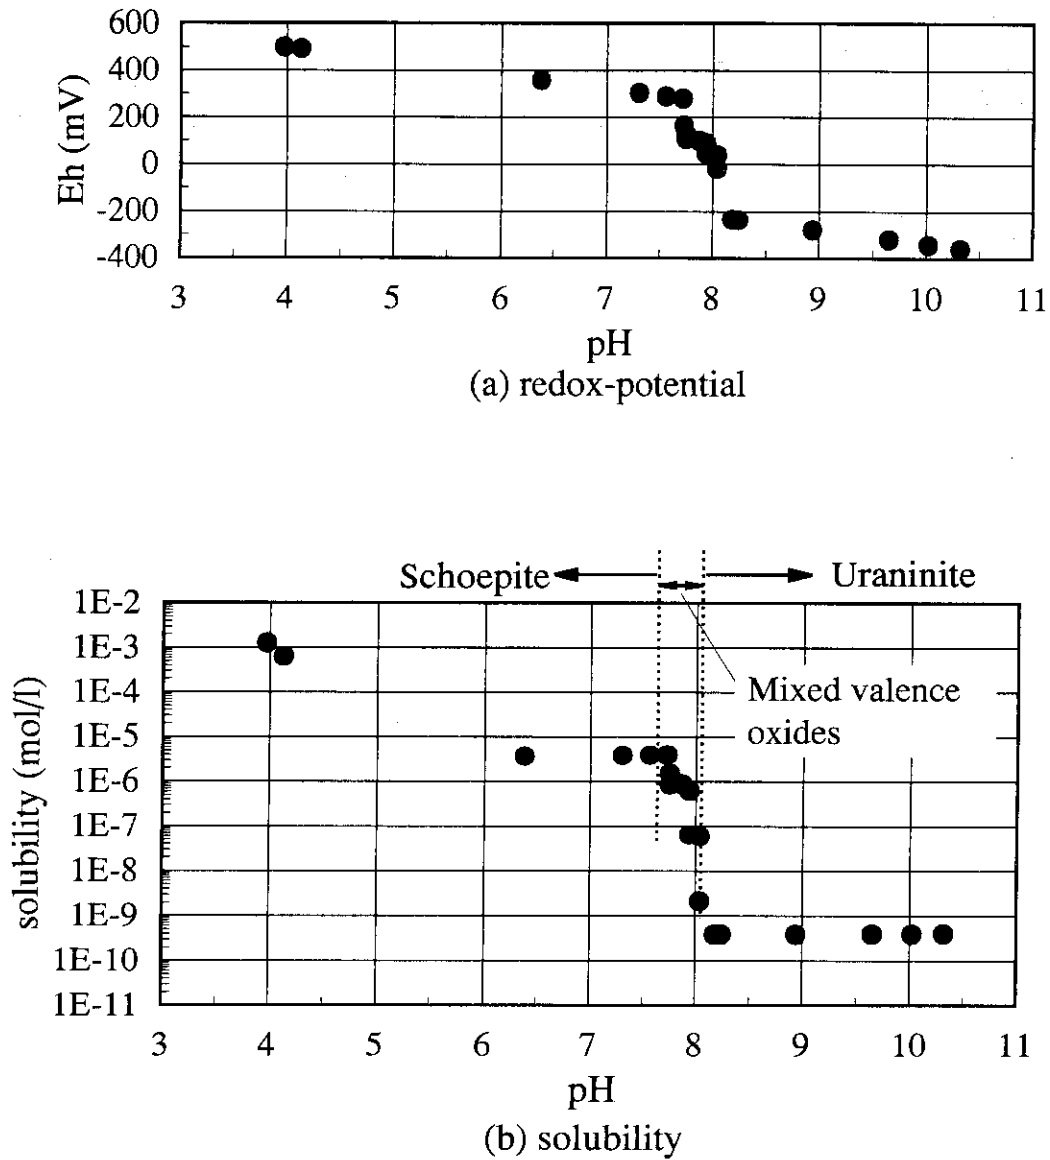 600
400
200
0
-200
-400
Eh (mV)
3 4 5 6 7 8 9 10 11
pH
(a) redox-potential
Schoepite Uraninite
Mixed valence
oxides
1E-2
1E-3
1E-4
1E-5
1E-6
1E-7
1E-8
1E-9
1E-10
1E-11
solubility (mol/l)
3 4 5 6 7 8 9 10 11
pH
(b) solubility